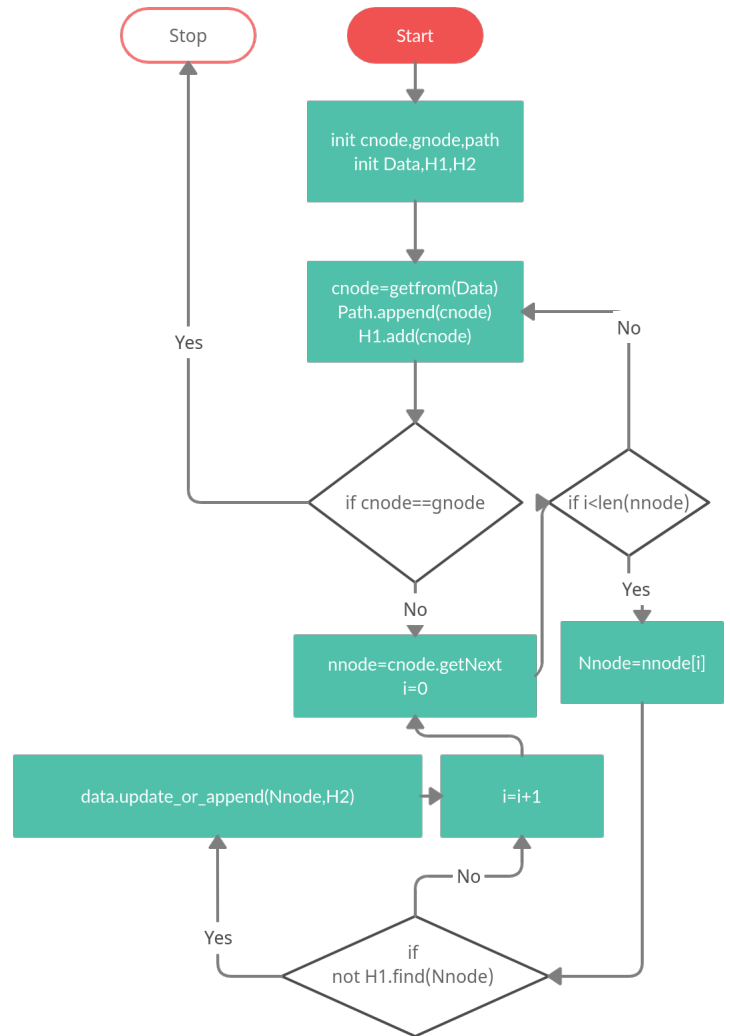 Stop
Start
init cnode,gnode,path
init Data,H1,H2
cnode=getfrom(Data)
Path.append(cnode)
H1.add(cnode)
No
Yes
if cnode==gnode
if i<len(nnode)
Yes
No
nnode=cnode.getNext
i=0
Nnode=nnode[i]
data.update_or_append(Nnode,H2)
i=i+1
No
Yes
if
not H1.find(Nnode)